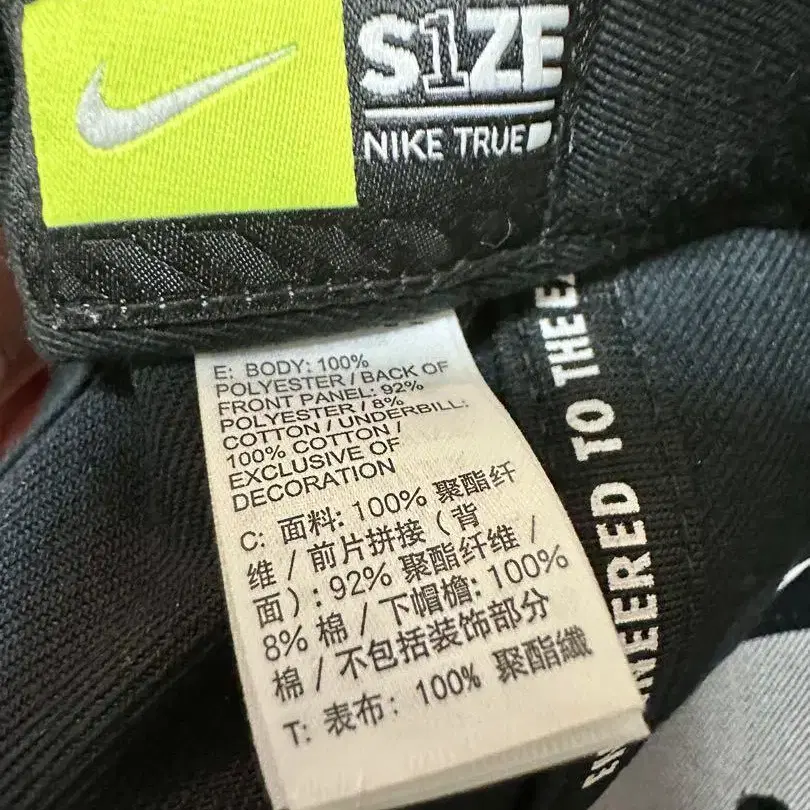 S1ZE
NIKE TRUE
E: BODY: 100%
POLYESTER / BACK OF
FRONT PANEL: 92%
POLYESTER / 8%
COTTON / UNDERBILL:
100% COTTON /
EXCLUSIVE OF
DECORATION
C: 面料: 100% 聚酯纤
维 / 前片拼接（背
面）: 92% 聚酯纤维 /
8% 棉 / 下帽檐: 100%
棉 / 不包括装饰部分
T: 表布: 100% 聚酯纖
NEERED TO THE